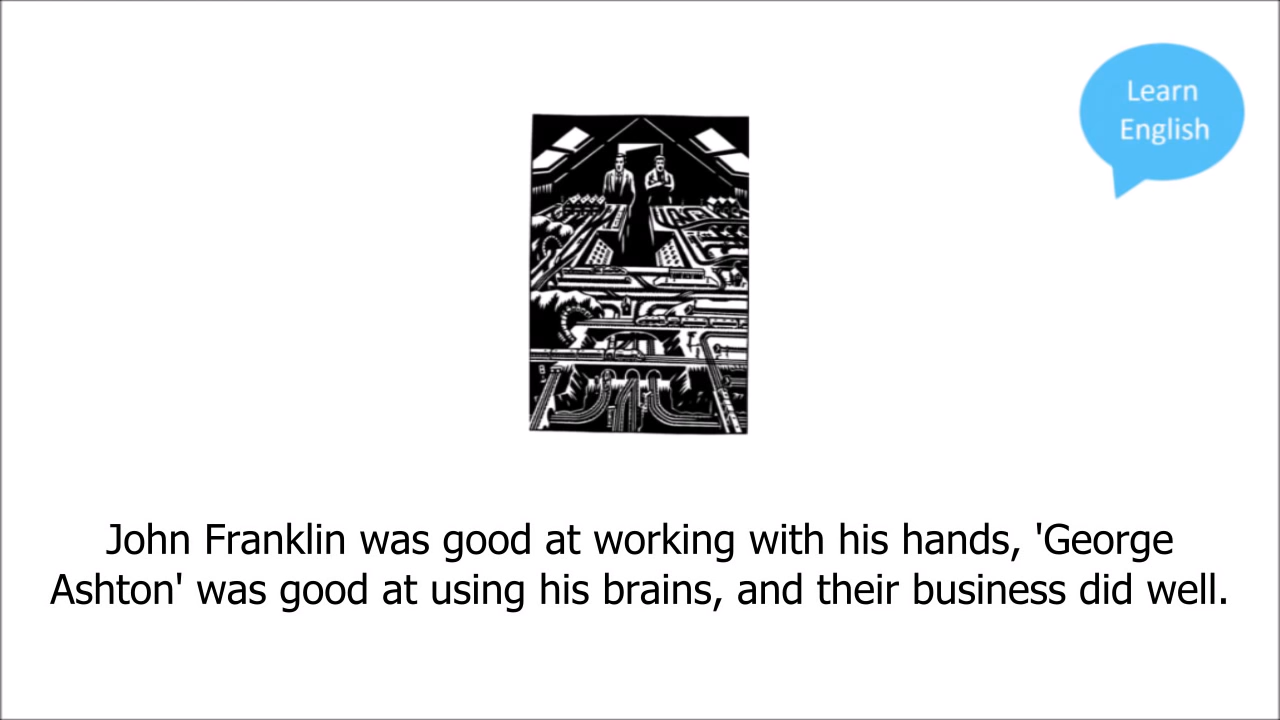 Learn
English
John Franklin was good at working with his hands, 'George
Ashton' was good at using his brains, and their business did well.